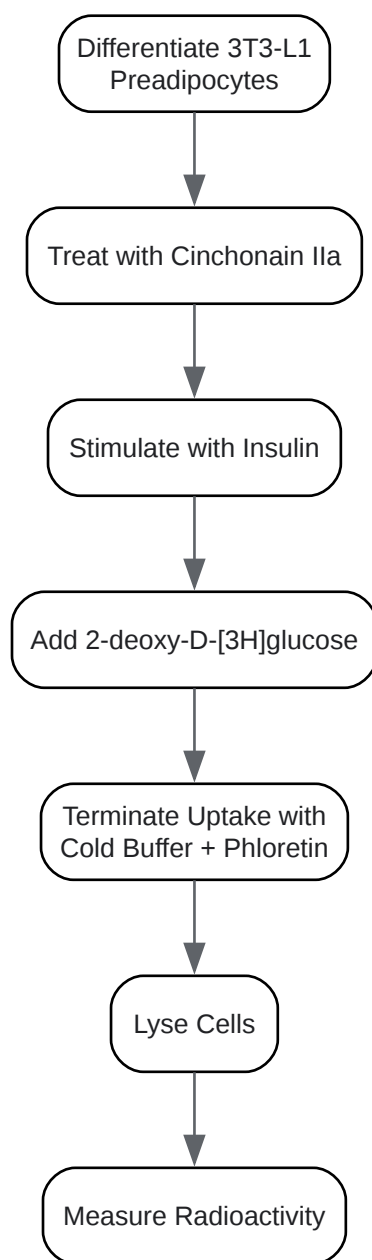 Differentiate 3T3-L1
Preadipocytes
Treat with Cinchonain IIa
Stimulate with Insulin
Add 2-deoxy-D-[3H]glucose
Terminate Uptake with
Cold Buffer + Phloretin
Lyse Cells
Measure Radioactivity